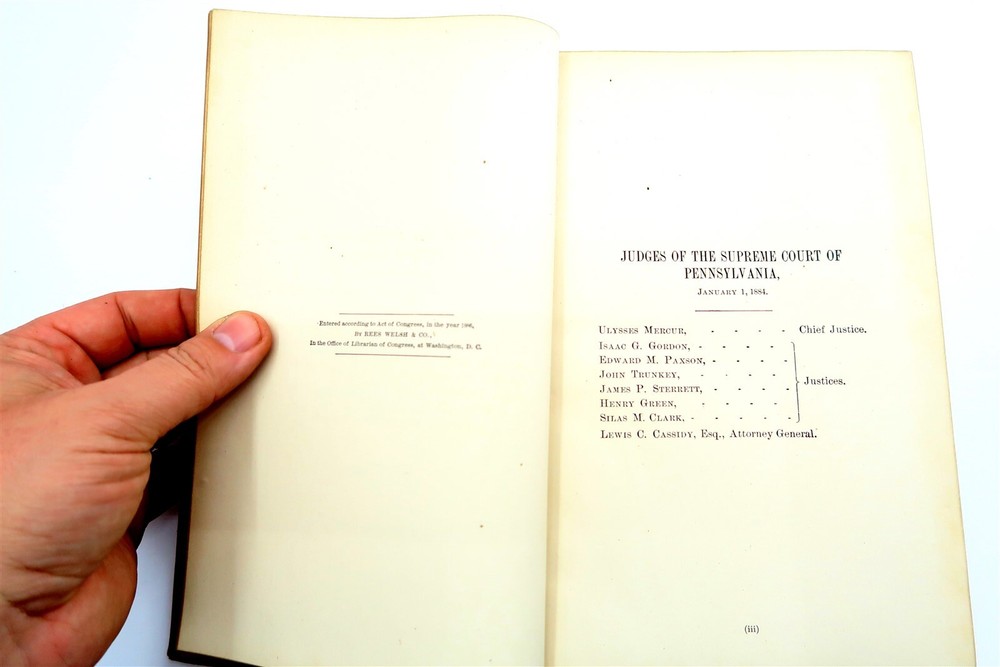 Entered according to Act of Congress, in the year
BY REES WELSH & CO.,
In the Office of Librarian of Congress, at Washington, D. C.
JUDGES OF THE SUPREME COURT OF
PENNSYLVANIA,
JANUARY 1, 1884.
ULYSSES MERCUR, - - - - Chief Justice.
ISAAC G. GORDON, - - - -
EDWARD M. PAXSON, - - - -
JOHN TRUNKEY, - - - -
JAMES P. STERRETT, - - - -
HENRY GREEN, - - - -
SILAS M. CLARK, - - - - -
Justices.
LEWIS C. CASSIDY, Esq., Attorney General.
(iii)